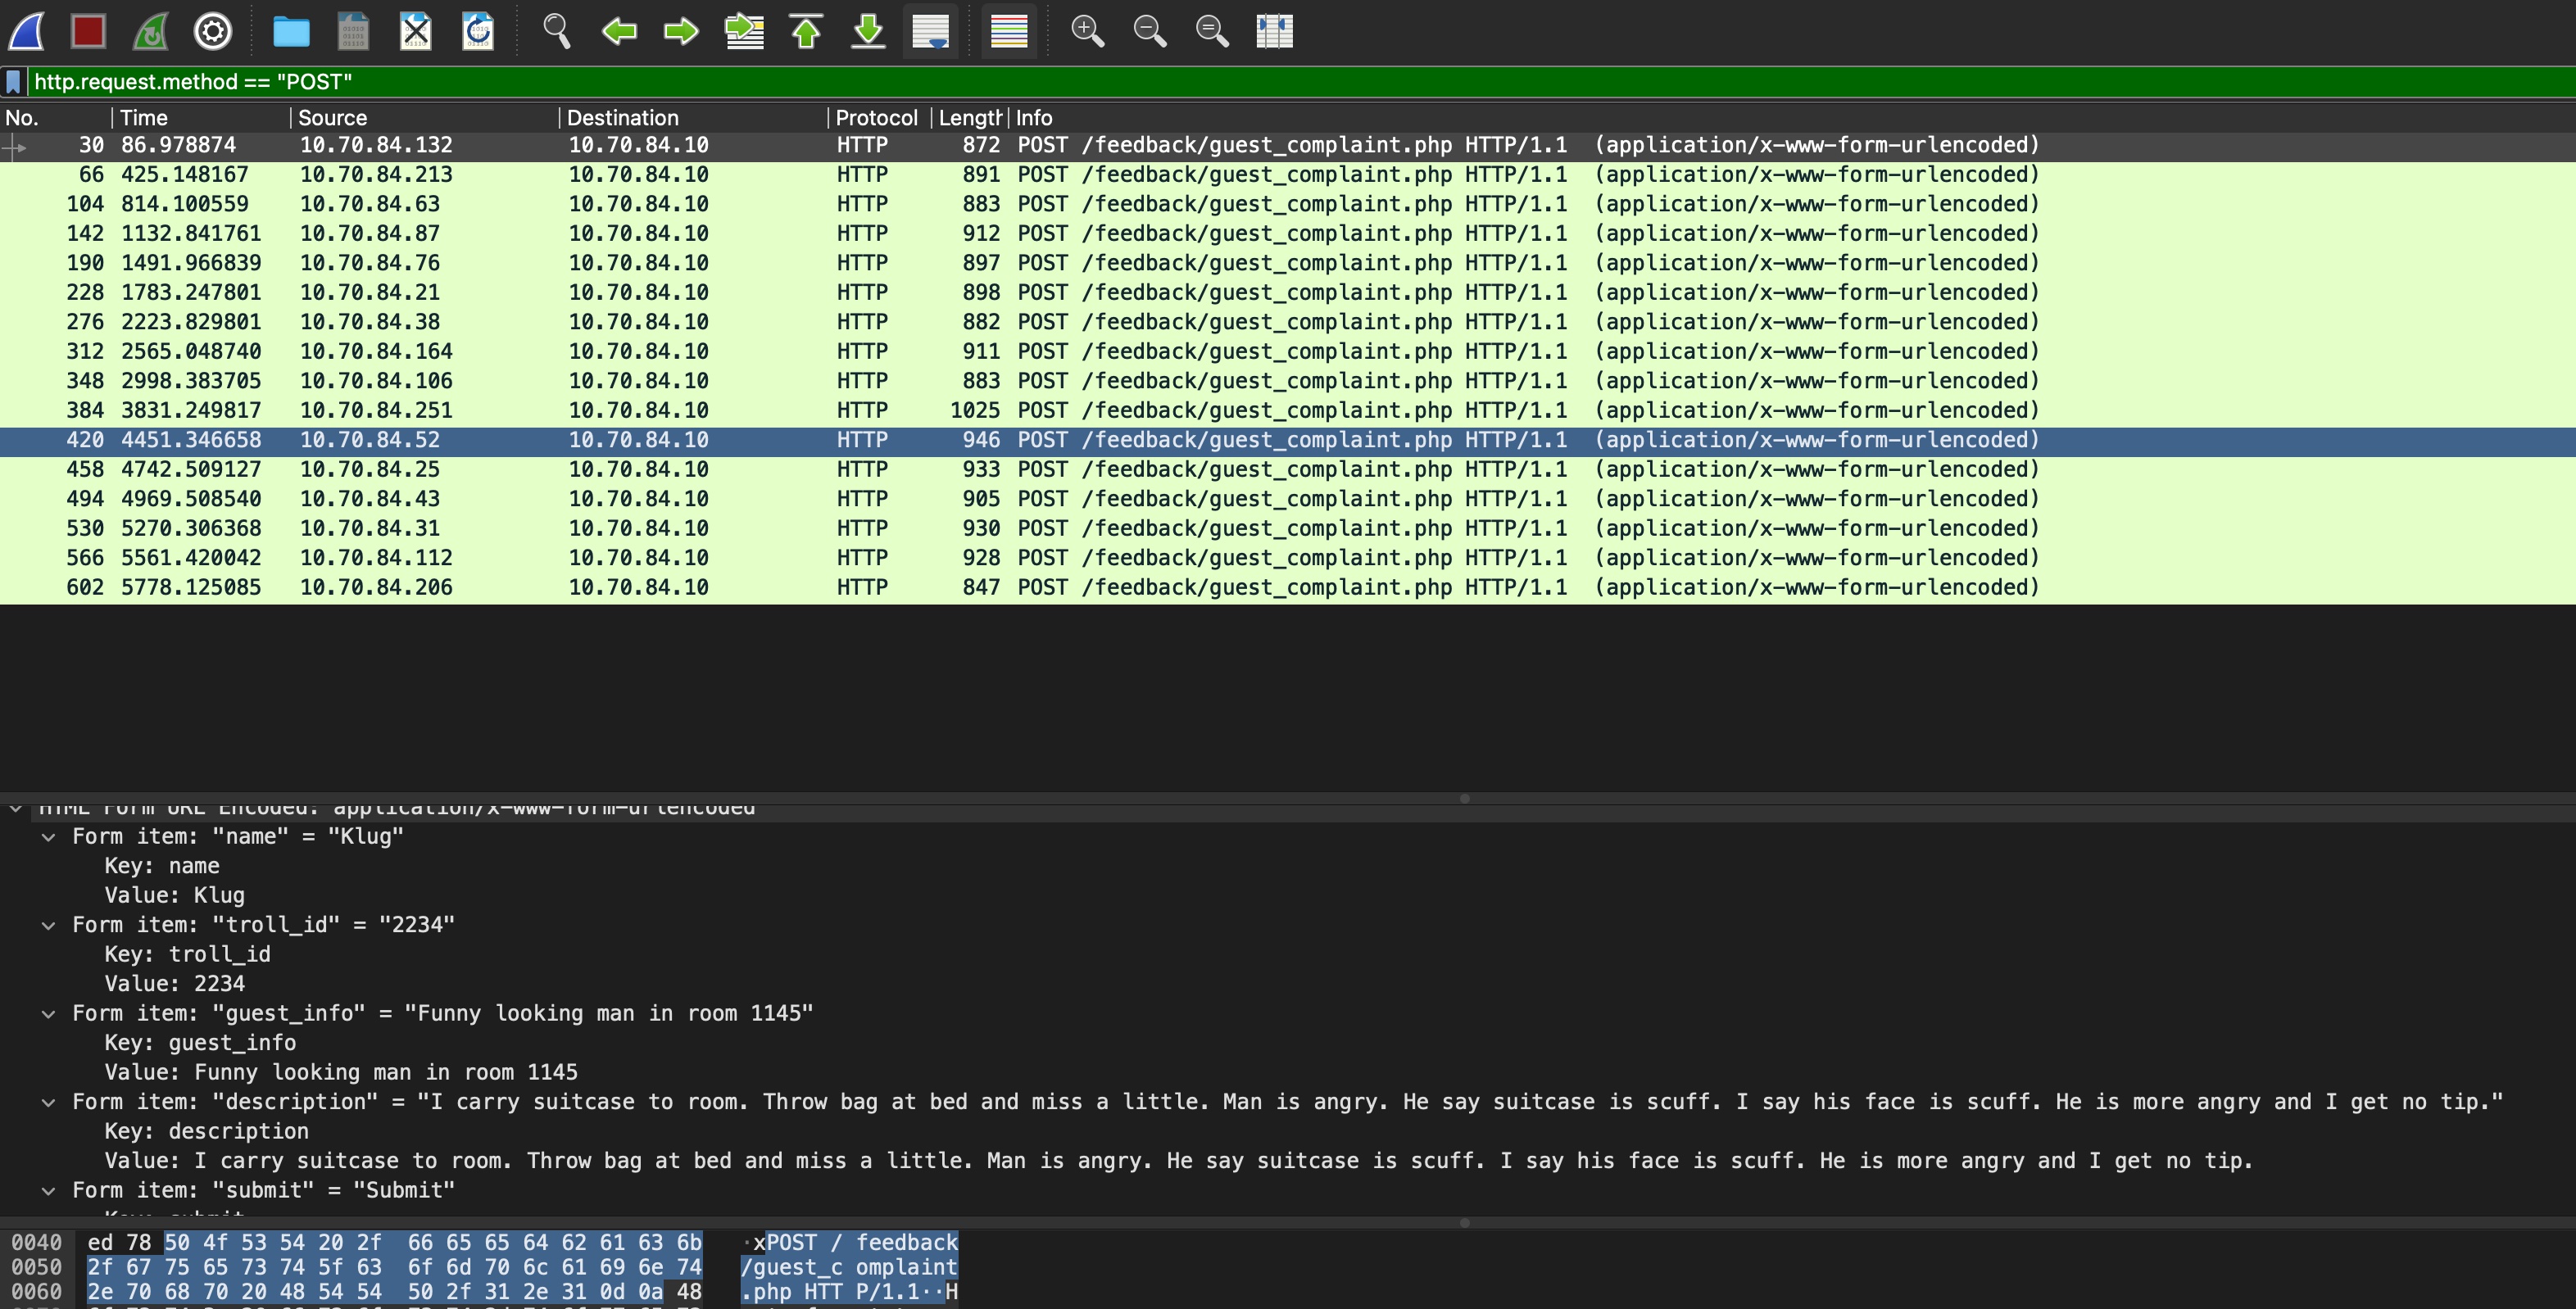 http.request.method == "POST"
No. Time Source Destination Protocol Length Info
30 86.978874 10.70.84.132 10.70.84.10 HTTP 872 POST /feedback/guest_complaint.php HTTP/1.1 (application/x-www-form-urlencoded)
66 425.148167 10.70.84.213 10.70.84.10 HTTP 891 POST /feedback/guest_complaint.php HTTP/1.1 (application/x-www-form-urlencoded)
104 814.100559 10.70.84.63 10.70.84.10 HTTP 883 POST /feedback/guest_complaint.php HTTP/1.1 (application/x-www-form-urlencoded)
142 1132.841761 10.70.84.87 10.70.84.10 HTTP 912 POST /feedback/guest_complaint.php HTTP/1.1 (application/x-www-form-urlencoded)
190 1491.966839 10.70.84.76 10.70.84.10 HTTP 897 POST /feedback/guest_complaint.php HTTP/1.1 (application/x-www-form-urlencoded)
228 1783.247801 10.70.84.21 10.70.84.10 HTTP 898 POST /feedback/guest_complaint.php HTTP/1.1 (application/x-www-form-urlencoded)
276 2223.829801 10.70.84.38 10.70.84.10 HTTP 882 POST /feedback/guest_complaint.php HTTP/1.1 (application/x-www-form-urlencoded)
312 2565.048740 10.70.84.164 10.70.84.10 HTTP 911 POST /feedback/guest_complaint.php HTTP/1.1 (application/x-www-form-urlencoded)
348 2998.383705 10.70.84.106 10.70.84.10 HTTP 883 POST /feedback/guest_complaint.php HTTP/1.1 (application/x-www-form-urlencoded)
384 3831.249817 10.70.84.251 10.70.84.10 HTTP 1025 POST /feedback/guest_complaint.php HTTP/1.1 (application/x-www-form-urlencoded)
420 4451.346658 10.70.84.52 10.70.84.10 HTTP 946 POST /feedback/guest_complaint.php HTTP/1.1 (application/x-www-form-urlencoded)
458 4742.509127 10.70.84.25 10.70.84.10 HTTP 933 POST /feedback/guest_complaint.php HTTP/1.1 (application/x-www-form-urlencoded)
494 4969.508540 10.70.84.43 10.70.84.10 HTTP 905 POST /feedback/guest_complaint.php HTTP/1.1 (application/x-www-form-urlencoded)
530 5270.306368 10.70.84.31 10.70.84.10 HTTP 930 POST /feedback/guest_complaint.php HTTP/1.1 (application/x-www-form-urlencoded)
566 5561.420042 10.70.84.112 10.70.84.10 HTTP 928 POST /feedback/guest_complaint.php HTTP/1.1 (application/x-www-form-urlencoded)
602 5778.125085 10.70.84.206 10.70.84.10 HTTP 847 POST /feedback/guest_complaint.php HTTP/1.1 (application/x-www-form-urlencoded)
HTML Form URL Encoded: application/x-www-form-urlencoded
Form item: "name" = "Klug"
Key: name
Value: Klug
Form item: "troll_id" = "2234"
Key: troll_id
Value: 2234
Form item: "guest_info" = "Funny looking man in room 1145"
Key: guest_info
Value: Funny looking man in room 1145
Form item: "description" = "I carry suitcase to room. Throw bag at bed and miss a little. Man is angry. He say suitcase is scuff. I say his face is scuff. He is more angry and I get no tip."
Key: description
Value: I carry suitcase to room. Throw bag at bed and miss a little. Man is angry. He say suitcase is scuff. I say his face is scuff. He is more angry and I get no tip.
Form item: "submit" = "Submit"
Key: submit
0040 ed 78 50 4f 53 54 20 2f 66 65 65 64 62 61 63 6b ·xPOST / feedback
0050 2f 67 75 65 73 74 5f 63 6f 6d 70 6c 61 69 6e 74 /guest_c omplaint
0060 2e 70 68 70 20 48 54 54 50 2f 31 2e 31 0d 0a 48 .php HTT P/1.1··H